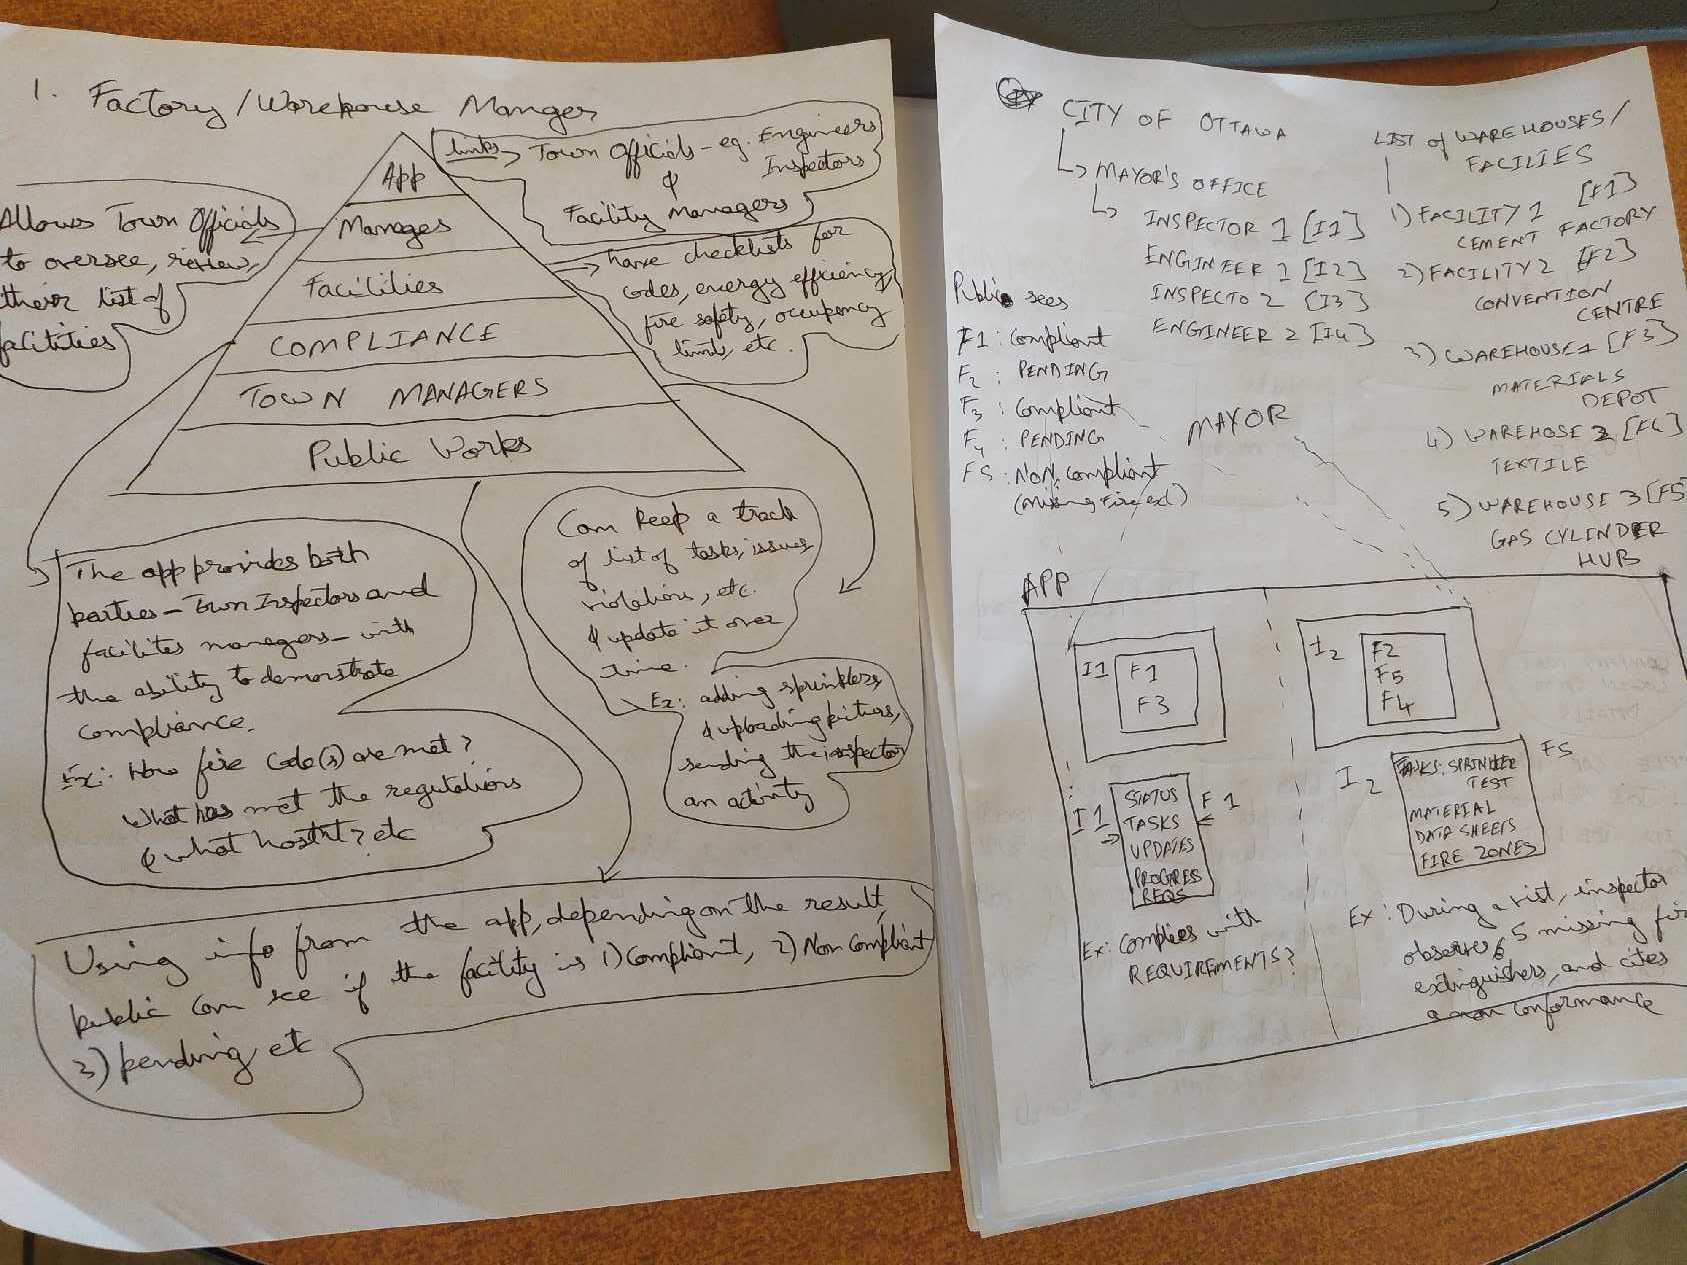 1. Factory/Warehouse Manger
App
Manages
Facilities
COMPLIANCE
TOWN MANAGERS
Public Works
links → Town Officials - eg. Engineers
Inspectors
&
Facility Managers
Allows Town Officials
to oversee, review,
their list of
facilities
have checklists for
codes, energy efficiency,
fire safety, occupency
limits, etc.
The app provides both
parties - Town Inspectors and
facilites managers - with
the ability to demonstrate
compliance.
Ex: How fire code(s) are met?
What has met the regulations
& what hasn't? etc
Can keep a track
of list of tasks, issues,
violations, etc.
& update it over
time.
Ex: adding sprinklers,
& uploading pictures,
sending the inspector
an activity
Using info from the app, depending on the result,
public can see if the facility is 1) Compliant, 2) Non Compliant
3) pending, etc
CITY OF OTTAWA
↳ MAYOR'S OFFICE
↳ INSPECTOR 1 [I1]
ENGINEER 1 [I2]
INSPECTO 2 [I3]
ENGINEER 2 [I4]
LIST of WAREHOUSES/
FACILIES
1) FACILITY 1 [F1]
CEMENT FACTORY
2) FACILITY 2 [F2]
CONVENTION
CENTRE
3) WAREHOUSE 1 [F3]
MATERIALS
DEPOT
4) WAREHOSE 2 [F4]
TEXTILE
5) WAREHOUSE 3 [F5]
GAS CYLINDER
HUB
Public sees
F1: Compliant
F2 PENDING
F3: Compliant
F4: PENDING
F5: NON Compliant
(Missing Fire ext)
MAYOR
APP
I1
F1
F3
I2
F2
F5
F4
I1
STATUS
TASKS
UPDATES
PROGRESS
REQS
F1
I2
TASKS: SPRINKLER
TEST
MATERIAL
DATA SHEETS
FIRE ZONES
F5
Ex: Complies with
REQUIREMENTS?
Ex: During a visit, inspector
observes 5 missing fire
extinguishers, and cites
a non conformance